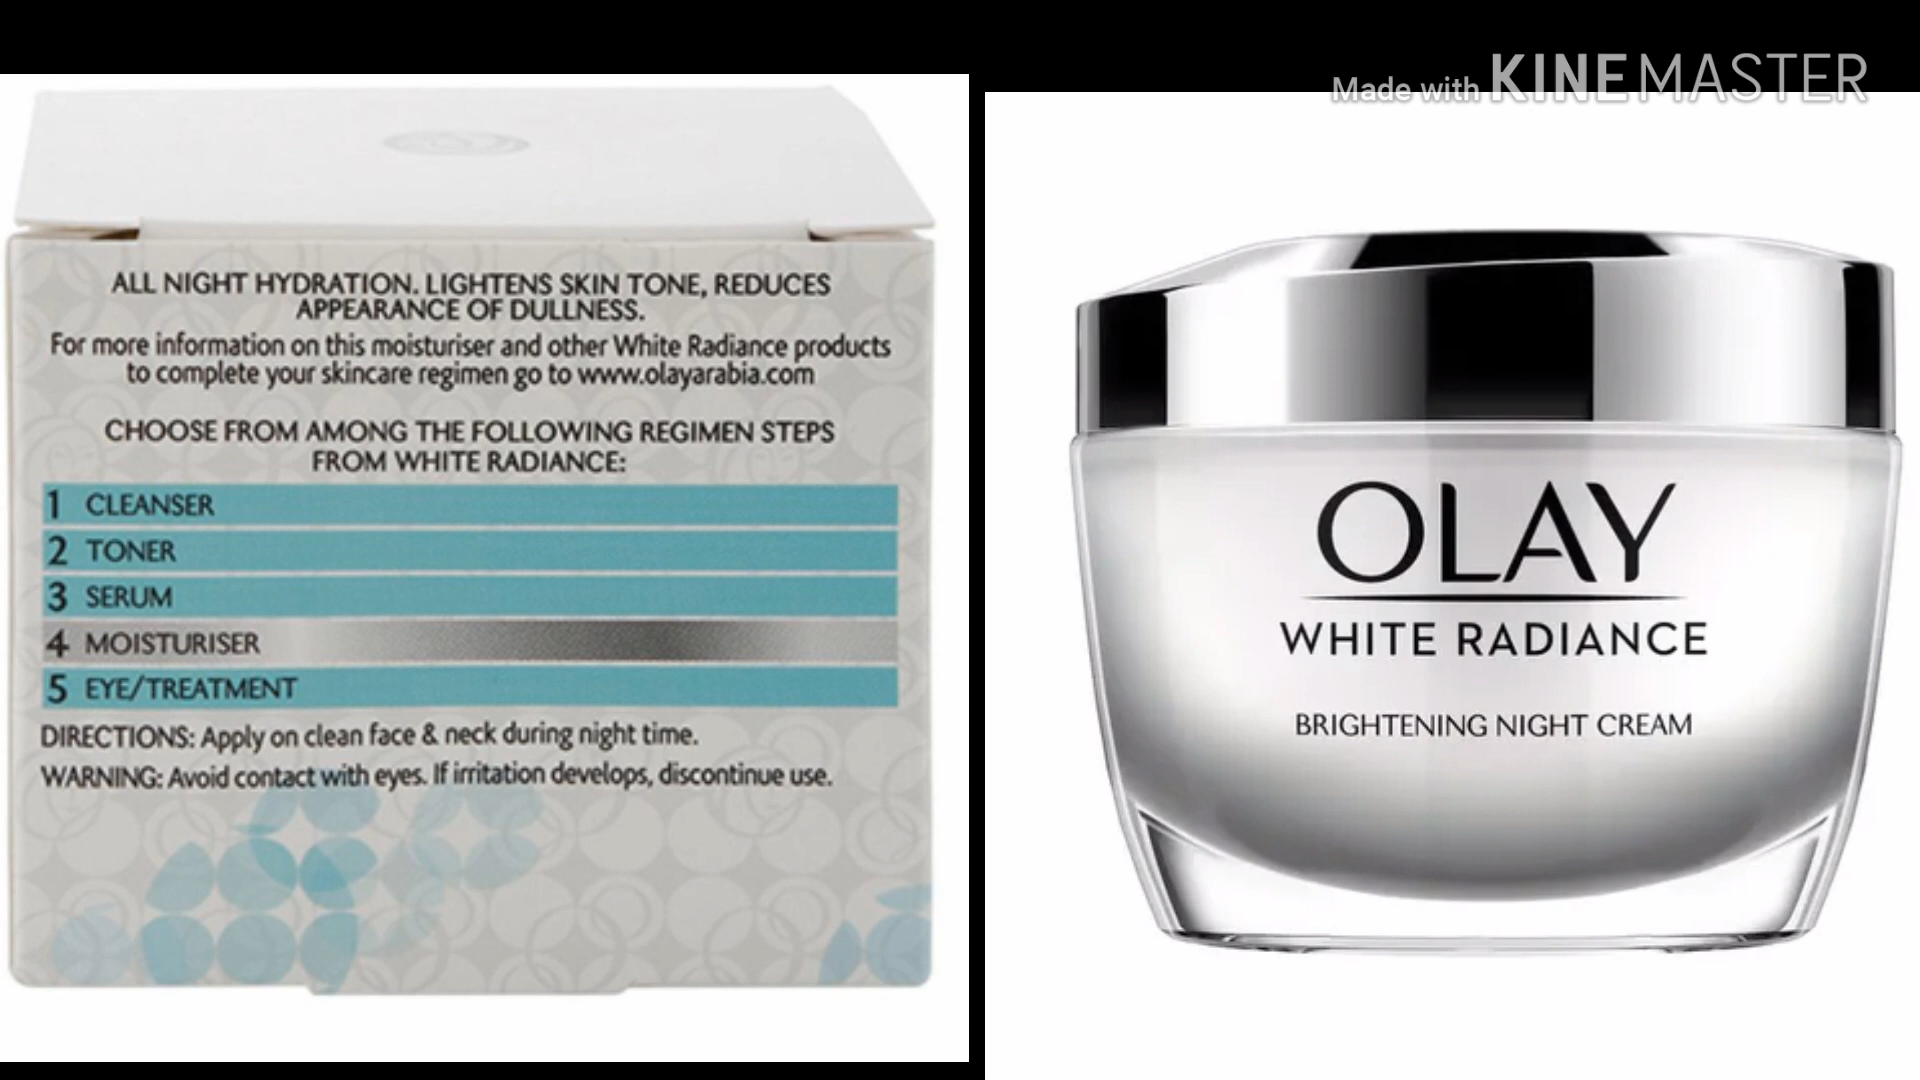 Made with KINEMASTER
ALL NIGHT HYDRATION. LIGHTENS SKIN TONE, REDUCES
APPEARANCE OF DULLNESS.
For more information on this moisturiser and other White Radiance products
to complete your skincare regimen go to www.olayarabia.com
CHOOSE FROM AMONG THE FOLLOWING REGIMEN STEPS
FROM WHITE RADIANCE:
1 CLEANSER
2 TONER
3 SERUM
4 MOISTURISER
5 EYE/TREATMENT
DIRECTIONS: Apply on clean face & neck during night time.
WARNING: Avoid contact with eyes. If irritation develops, discontinue use.
OLAY
WHITE RADIANCE
BRIGHTENING NIGHT CREAM